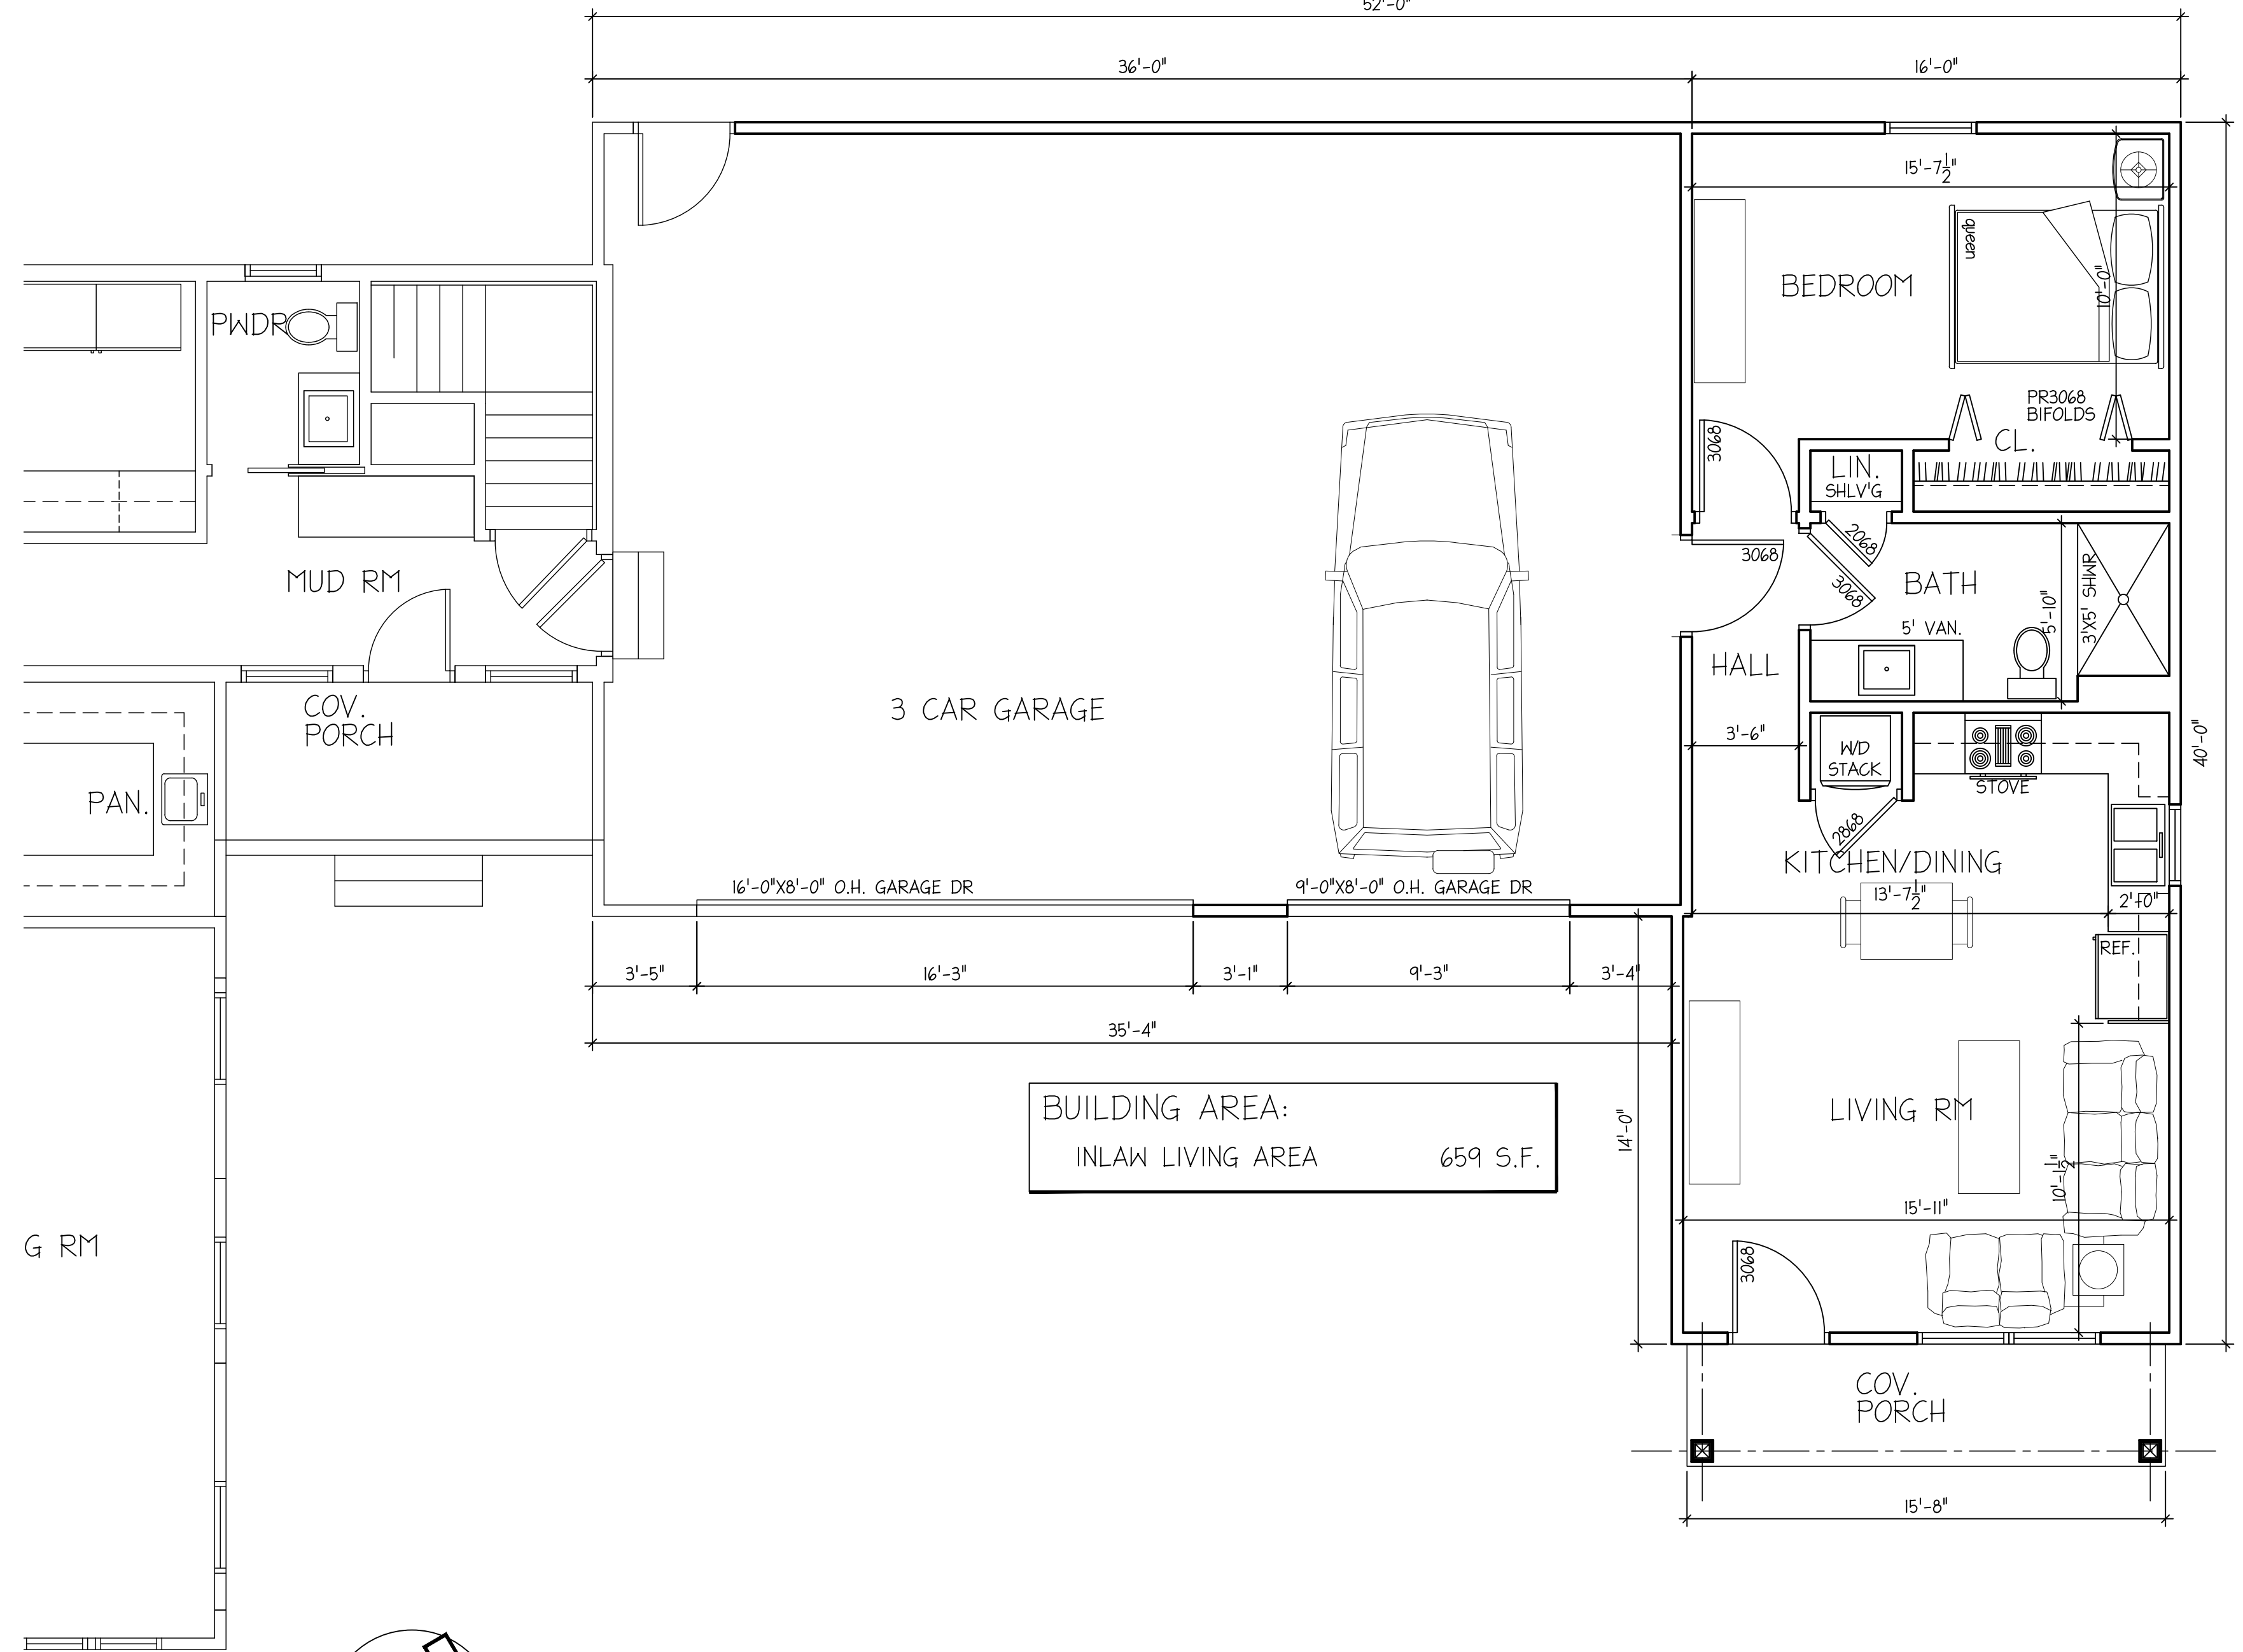 52'-0"
36'-0"
16'-0"
15'-7 1/2"
queen
BEDROOM
10'-0"
PWDR
PR3068
BIFOLDS
3068
CL.
LIN.
SHLV'G
2068
3068
3068
BATH
3'X5' SHWR
5'-10"
MUD RM
5' VAN.
HALL
COV.
PORCH
3 CAR GARAGE
3'-6"
W/D
STACK
STOVE
40'-0"
PAN.
2868
KITCHEN/DINING
16'-0"X8'-0" O.H. GARAGE DR
9'-0"X8'-0" O.H. GARAGE DR
13'-7 1/2"
2'-0"
REF.
3'-5"
16'-3"
3'-1"
9'-3"
3'-4"
35'-4"
BUILDING AREA:
INLAW LIVING AREA 659 S.F.
14'-0"
LIVING RM
10'-1 1/2"
15'-11"
G RM
3068
COV.
PORCH
15'-8"